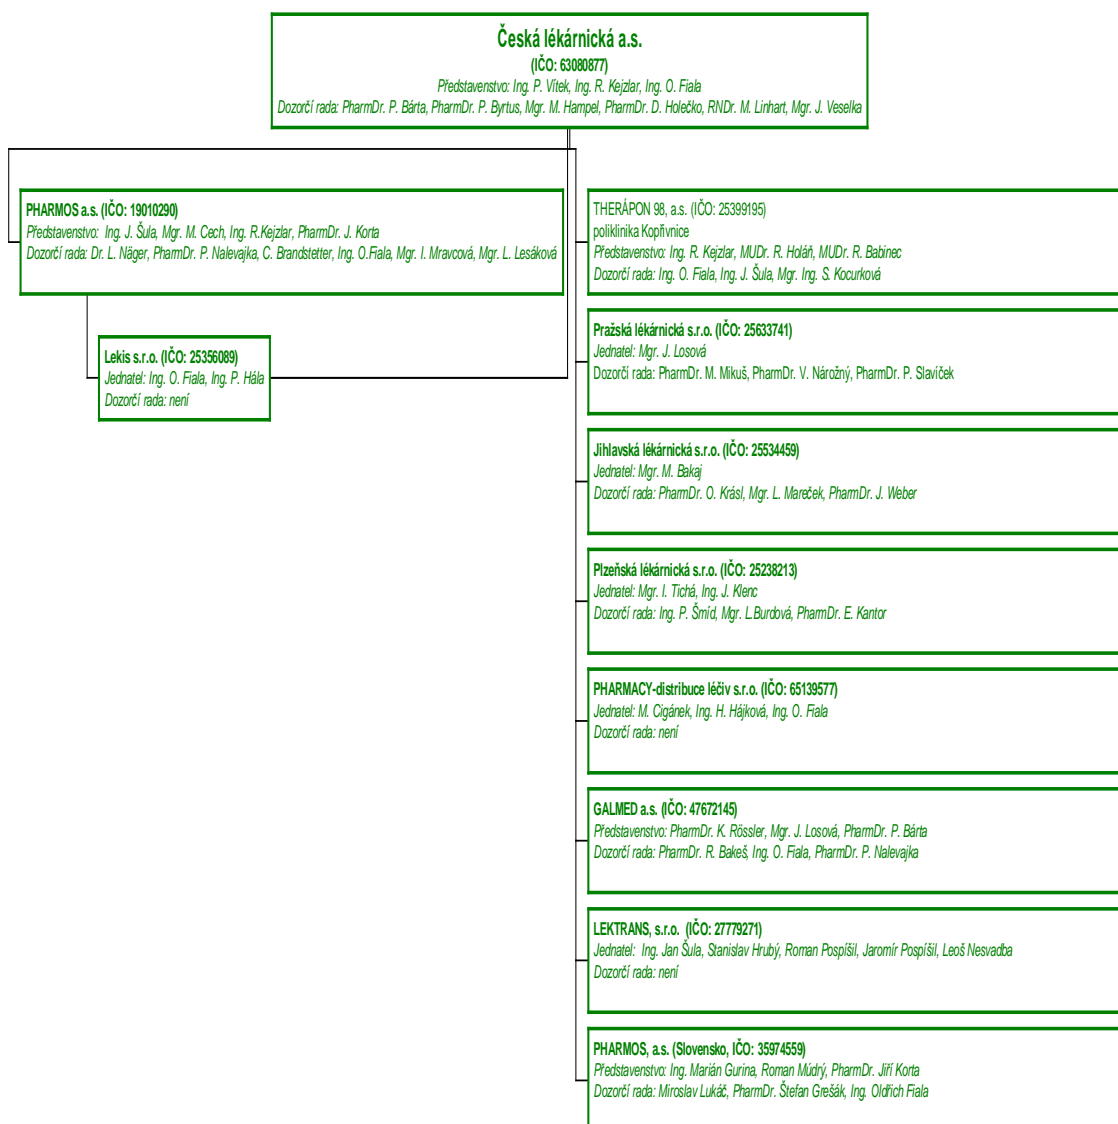 Česká lékárnická a.s.
(IČO: 63080877)
Představenstvo: Ing. P. Vítek, Ing. R. Kejzlar, Ing. O. Fiala
Dozorčí rada: PharmDr. P. Bárta, PharmDr. P. Byrtus, Mgr. M. Hampel, PharmDr. D. Holečko, RNDr. M. Linhart, Mgr. J. Veselka
PHARMOS a.s. (IČO: 19010290)
Představenstvo: Ing. J. Šula, Mgr. M. Cech, Ing. R.Kejzlar, PharmDr. J. Korta
Dozorčí rada: Dr. L. Näger, PharmDr. P. Nalevajka, C. Brandstetter, Ing. O.Fiala, Mgr. I. Mravcová, Mgr. L. Lesáková
Lekis s.r.o. (IČO: 25356089)
Jednatel: Ing. O. Fiala, Ing. P. Hála
Dozorčí rada: není
THERÁPON 98, a.s. (IČO: 25399195)
poliklinika Kopřivnice
Představenstvo: Ing. R. Kejzlar, MUDr. R. Holáň, MUDr. R. Babinec
Dozorčí rada: Ing. O. Fiala, Ing. J. Šula, Mgr. Ing. S. Kocurková
Pražská lékárnická s.r.o. (IČO: 25633741)
Jednatel: Mgr. J. Losová
Dozorčí rada: PharmDr. M. Mikuš, PharmDr. V. Nárožný, PharmDr. P. Slavíček
Jihlavská lékárnická s.r.o. (IČO: 25534459)
Jednatel: Mgr. M. Bakaj
Dozorčí rada: PharmDr. O. Krásl, Mgr. L. Mareček, PharmDr. J. Weber
Plzeňská lékárnická s.r.o. (IČO: 25238213)
Jednatel: Mgr. I. Tichá, Ing. J. Klenc
Dozorčí rada: Ing. P. Šmíd, Mgr. L.Burdová, PharmDr. E. Kantor
PHARMACY-distribuce léčiv s.r.o. (IČO: 65139577)
Jednatel: M. Cigánek, Ing. H. Hájková, Ing. O. Fiala
Dozorčí rada: není
GALMED a.s. (IČO: 47672145)
Představenstvo: PharmDr. K. Rössler, Mgr. J. Losová, PharmDr. P. Bárta
Dozorčí rada: PharmDr. R. Bakeš, Ing. O. Fiala, PharmDr. P. Nalevajka
LEKTRANS, s.r.o. (IČO: 27779271)
Jednatel: Ing. Jan Šula, Stanislav Hrubý, Roman Pospíšil, Jaromír Pospíšil, Leoš Nesvadba
Dozorčí rada: není
PHARMOS, a.s. (Slovensko, IČO: 35974559)
Představenstvo: Ing. Marián Gurina, Roman Múdrý, PharmDr. Jiří Korta
Dozorčí rada: Miroslav Lukáč, PharmDr. Štefan Grešák, Ing. Oldřich Fiala